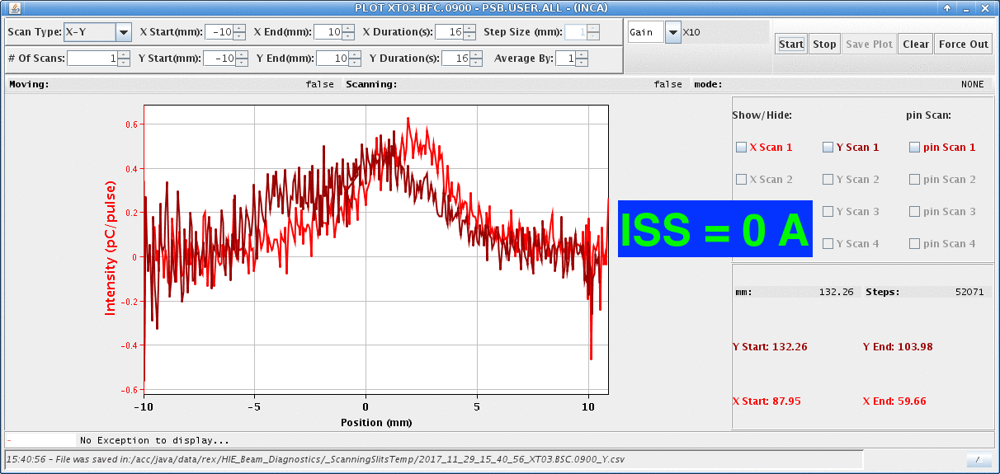 PLOT XT03.BFC.0900 - PSB.USER.ALL - (INCA)
Scan Type: X-Y X Start(mm): -10 X End(mm): 10 X Duration(s): 16 Step Size (mm): 1
Gain X10
Start Stop Save Plot Clear Force Out
# Of Scans: 1 Y Start(mm): -10 Y End(mm): 10 Y Duration(s): 16 Average By: 1
Moving: false Scanning: false mode: NONE
Intensity (pC/pulse)
0.6
0.4
0.2
0
-0.2
-0.4
-0.6
-10 -5 0 5 10
Position (mm)
ISS = 0 A
Show/Hide: pin Scan:
X Scan 1 Y Scan 1 pin Scan 1
X Scan 2 Y Scan 2 pin Scan 2
Y Scan 3 pin Scan 3
Y Scan 4 pin Scan 4
mm: 132.26 Steps: 52071
Y Start: 132.26 Y End: 103.98
X Start: 87.95 X End: 59.66
- No Exception to display...
15:40:56 - File was saved in:/acc/java/data/rex/HIE_Beam_Diagnostics/_ScanningSlitsTemp/2017_11_29_15_40_56_XT03.BSC.0900_Y.csv